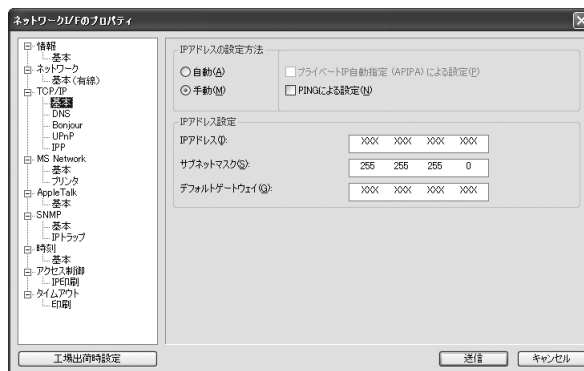 ネットワークI/Fのプロパティ
情報
基本
ネットワーク
基本(有線)
TCP/IP
基本
DNS
Bonjour
UPnP
IPP
MS Network
基本
プリンタ
AppleTalk
基本
SNMP
基本
IPトラップ
時刻
基本
アクセス制御
IPE印刷
タイムアウト
E印刷
IPアドレスの設定方法
自動(A)
プライベートIP自動指定 (APIPA) による設定(P)
手動(M)
PINGによる設定(N)
IPアドレス設定
IPアドレス(I): XXX XXX XXX XXX
サブネットマスク(S): 255 255 255 0
デフォルトゲートウェイ(G): XXX XXX XXX XXX
工場出荷時設定
送信
キャンセル